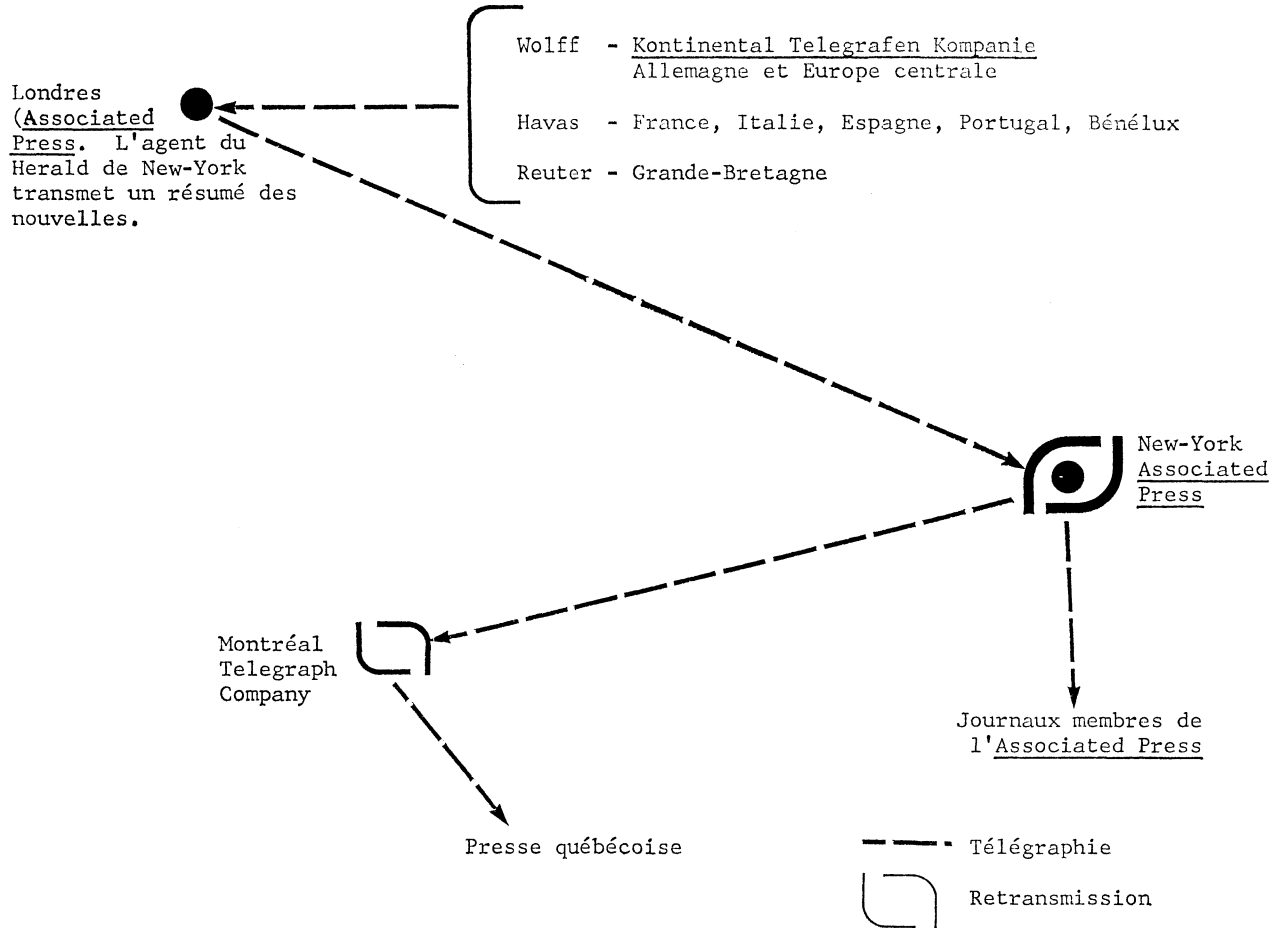 Wolff - Kontinental Telegrafen Kompanie
Allemagne et Europe centrale
Havas - France, Italie, Espagne, Portugal, Bénélux
Reuter - Grande-Bretagne
Londres
(Associated
Press. L'agent du
Herald de New-York
transmet un résumé des
nouvelles.
New-York
Associated
Press
Montréal
Telegraph
Company
Journaux membres de
l'Associated Press
Presse québécoise
Télégraphie
Retransmission